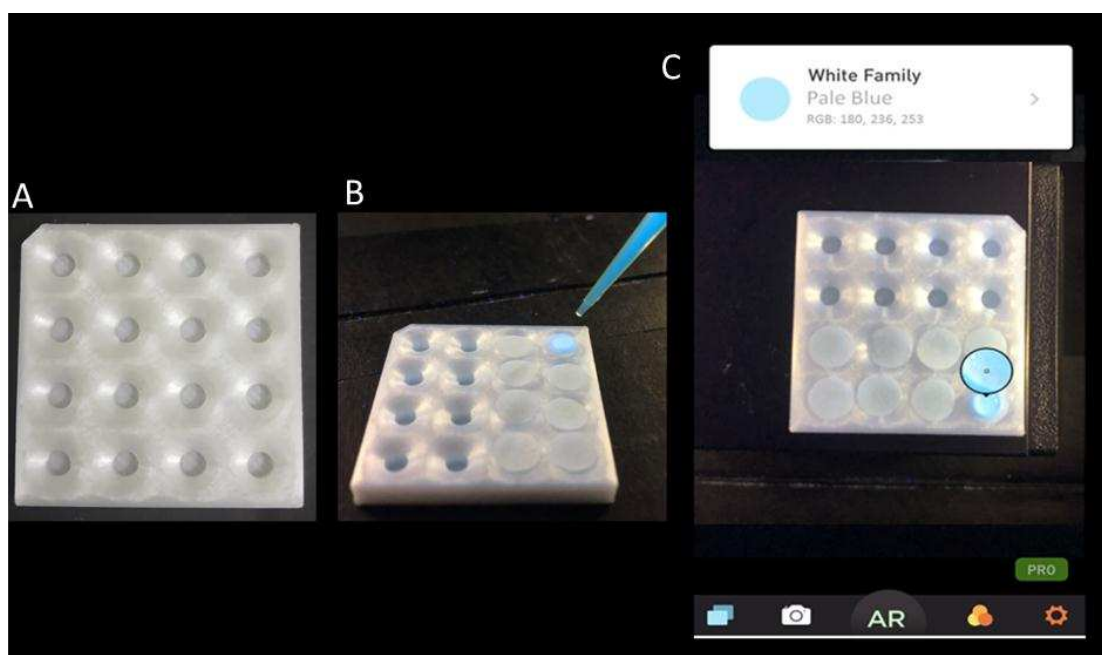 A
B
C
White Family
Pale Blue
RGB: 180, 236, 253
PRO
AR